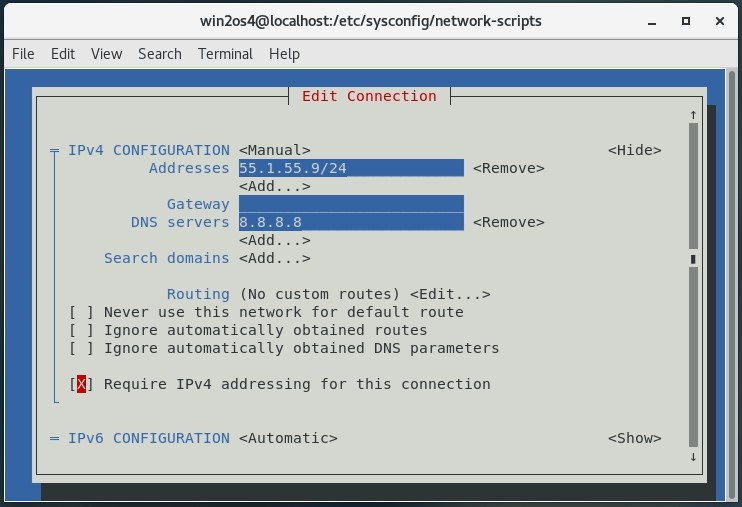 win2os4@localhost:/etc/sysconfig/network-scripts
File Edit View Search Terminal Help
Edit Connection
IPv4 CONFIGURATION <Manual> <Hide>
Addresses 55.1.55.9/24 <Remove>
<Add...>
Gateway
DNS servers 8.8.8.8 <Remove>
<Add...>
Search domains <Add...>
Routing (No custom routes) <Edit...>
[ ] Never use this network for default route
[ ] Ignore automatically obtained routes
[ ] Ignore automatically obtained DNS parameters
[X] Require IPv4 addressing for this connection
IPv6 CONFIGURATION <Automatic> <Show>